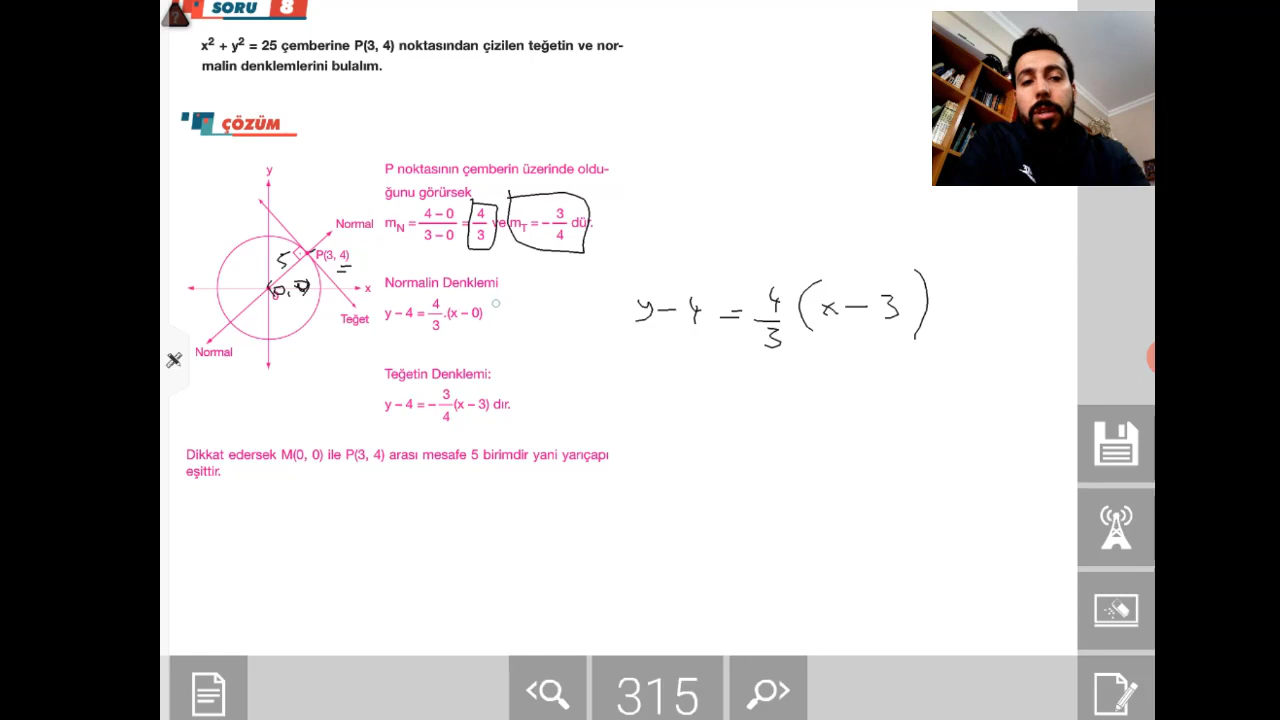 SORU 8
x² + y² = 25 çemberine P(3, 4) noktasından çizilen teğetin ve nor-
malin denklemlerini bulalım.
ÇÖZÜM
y
Normal
P(3, 4)
5
=
(0, 0)
x
Teğet
Normal
P noktasının çemberin üzerinde oldu-
ğunu görürsek
mN = 4 – 0 / 3 – 0 = 4/3 ve mT = – 3/4 dür.
Normalin Denklemi
y – 4 = 4/3 .(x – 0)
Teğetin Denklemi:
y – 4 = – 3/4 (x – 3) dır.
Dikkat edersek M(0, 0) ile P(3, 4) arası mesafe 5 birimdir yani yarıçapı
eşittir.
y – 4 = 4/3 (x – 3)
315